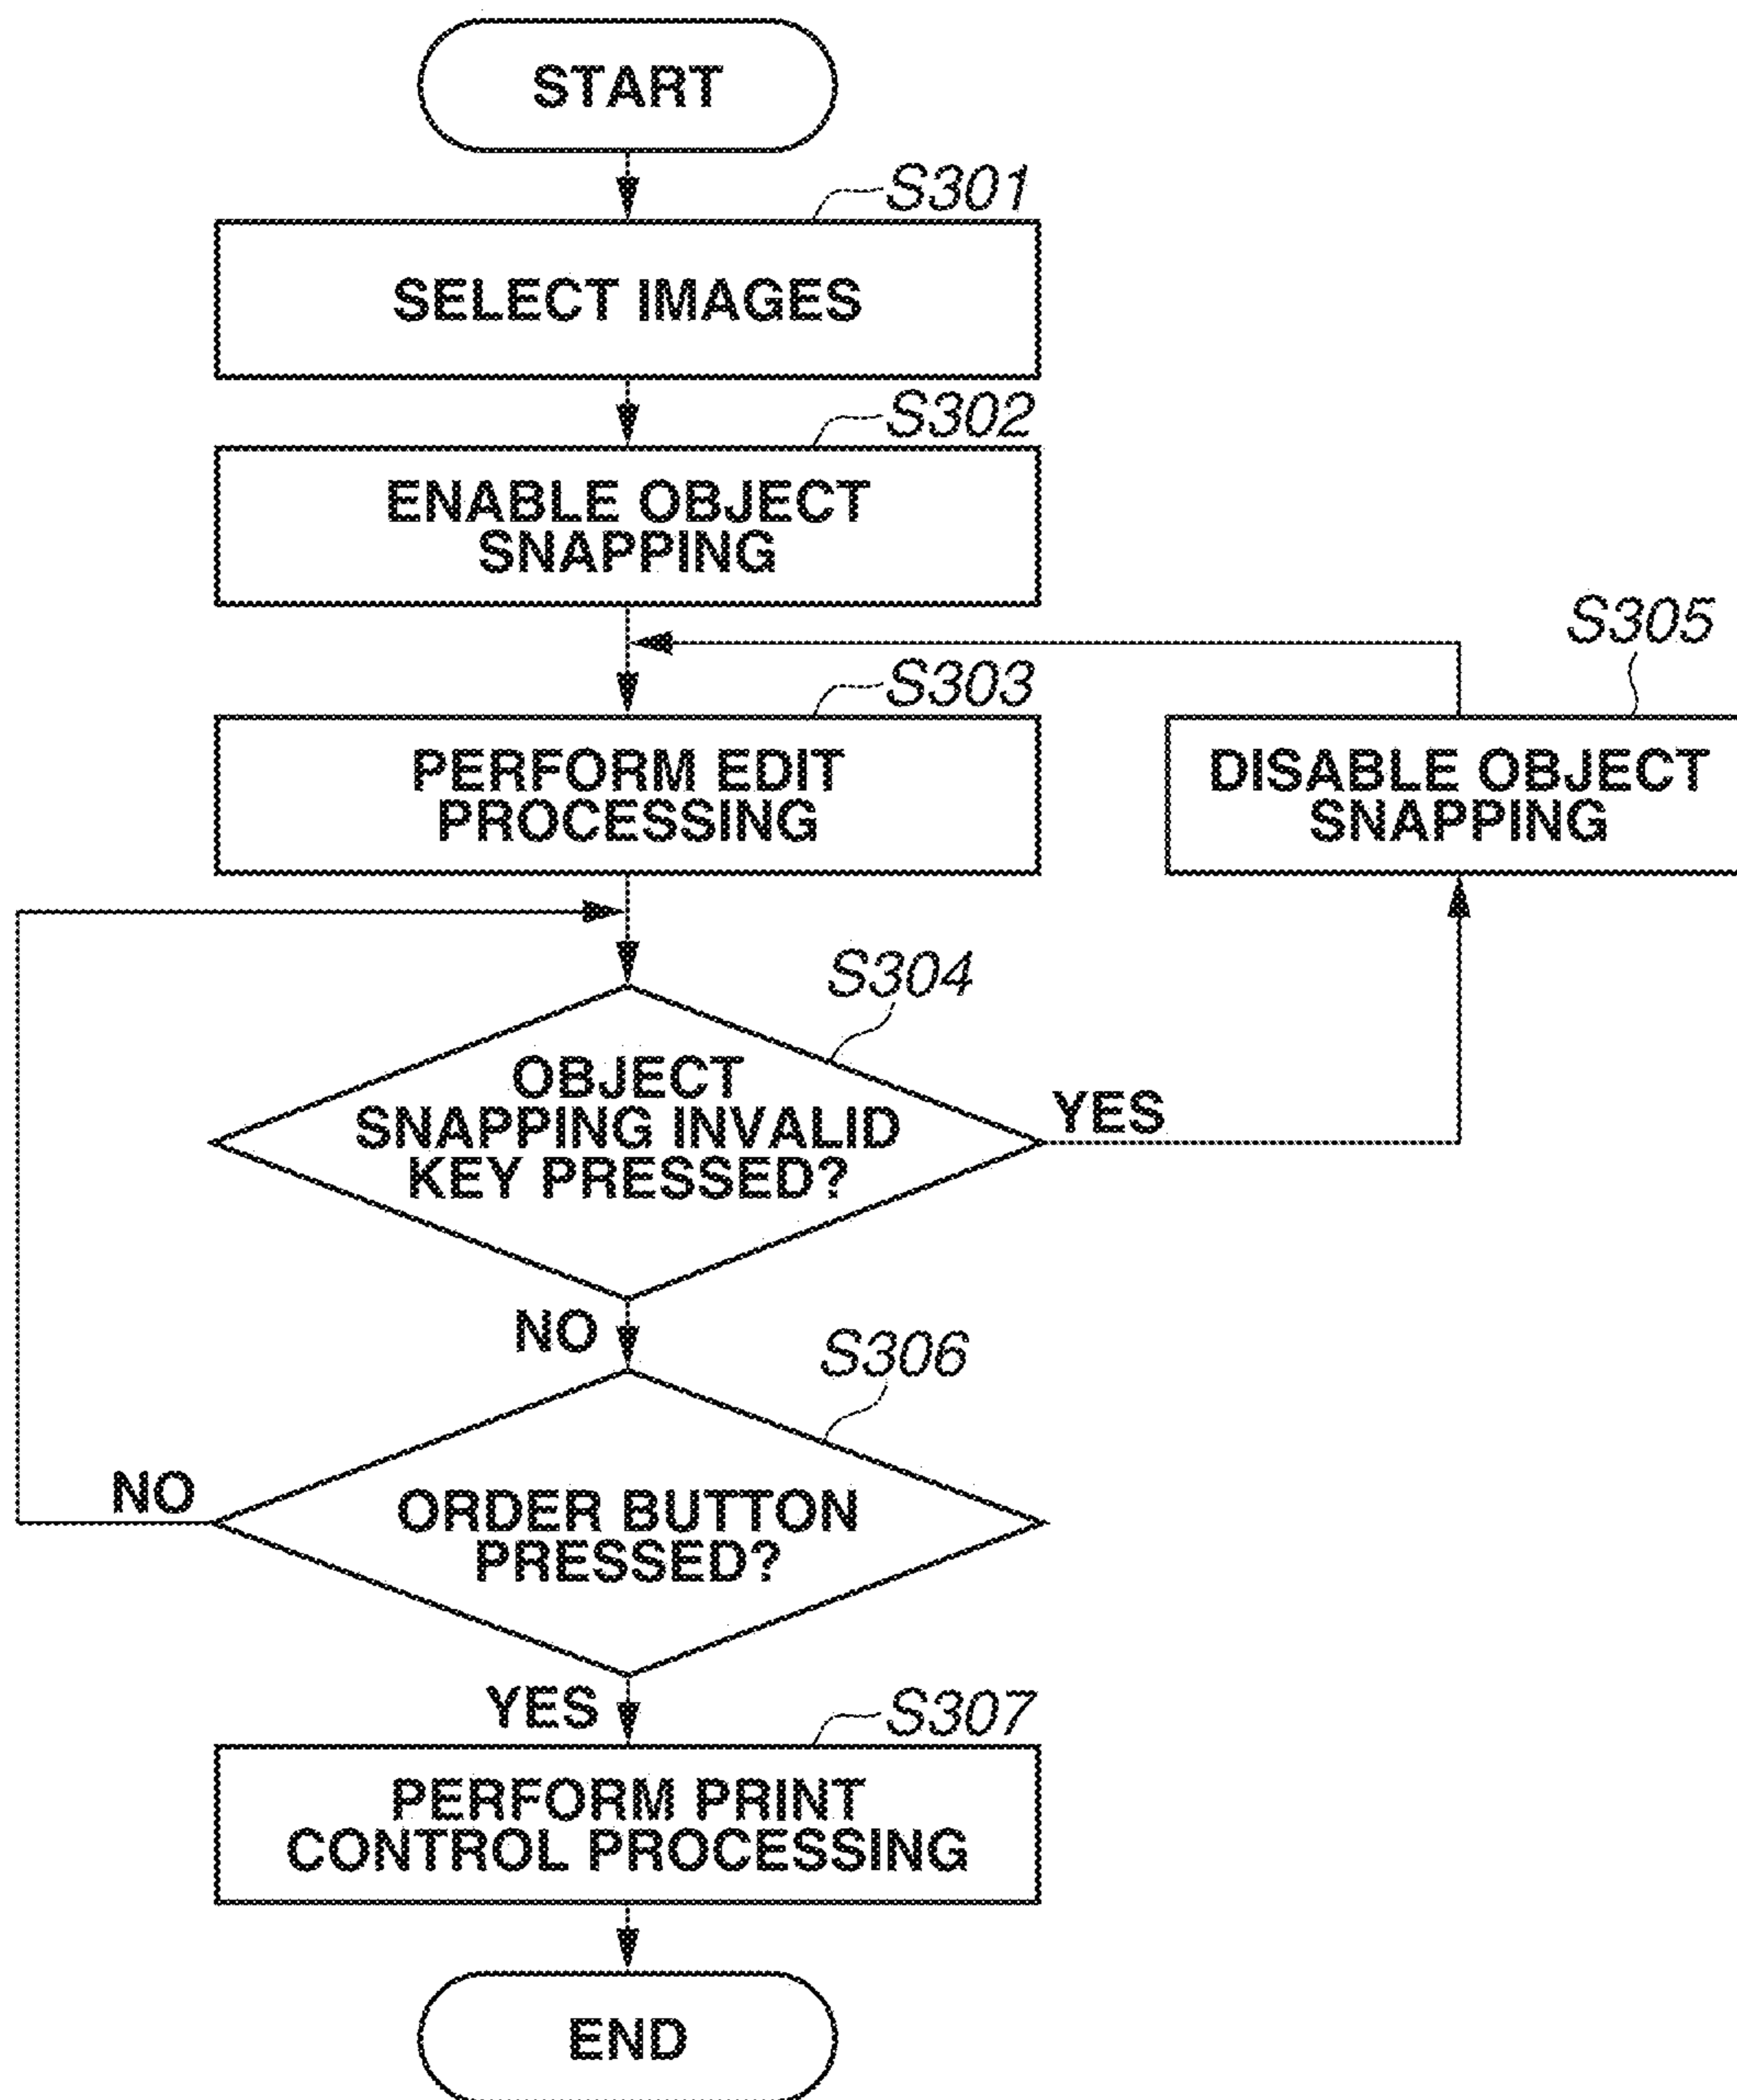 START
S301
SELECT IMAGES
S302
ENABLE OBJECT
SNAPPING
S303
PERFORM EDIT
PROCESSING
S305
DISABLE OBJECT
SNAPPING
S304
OBJECT
SNAPPING INVALID
KEY PRESSED?
YES
NO
S306
ORDER BUTTON
PRESSED?
NO
YES
S307
PERFORM PRINT
CONTROL PROCESSING
END